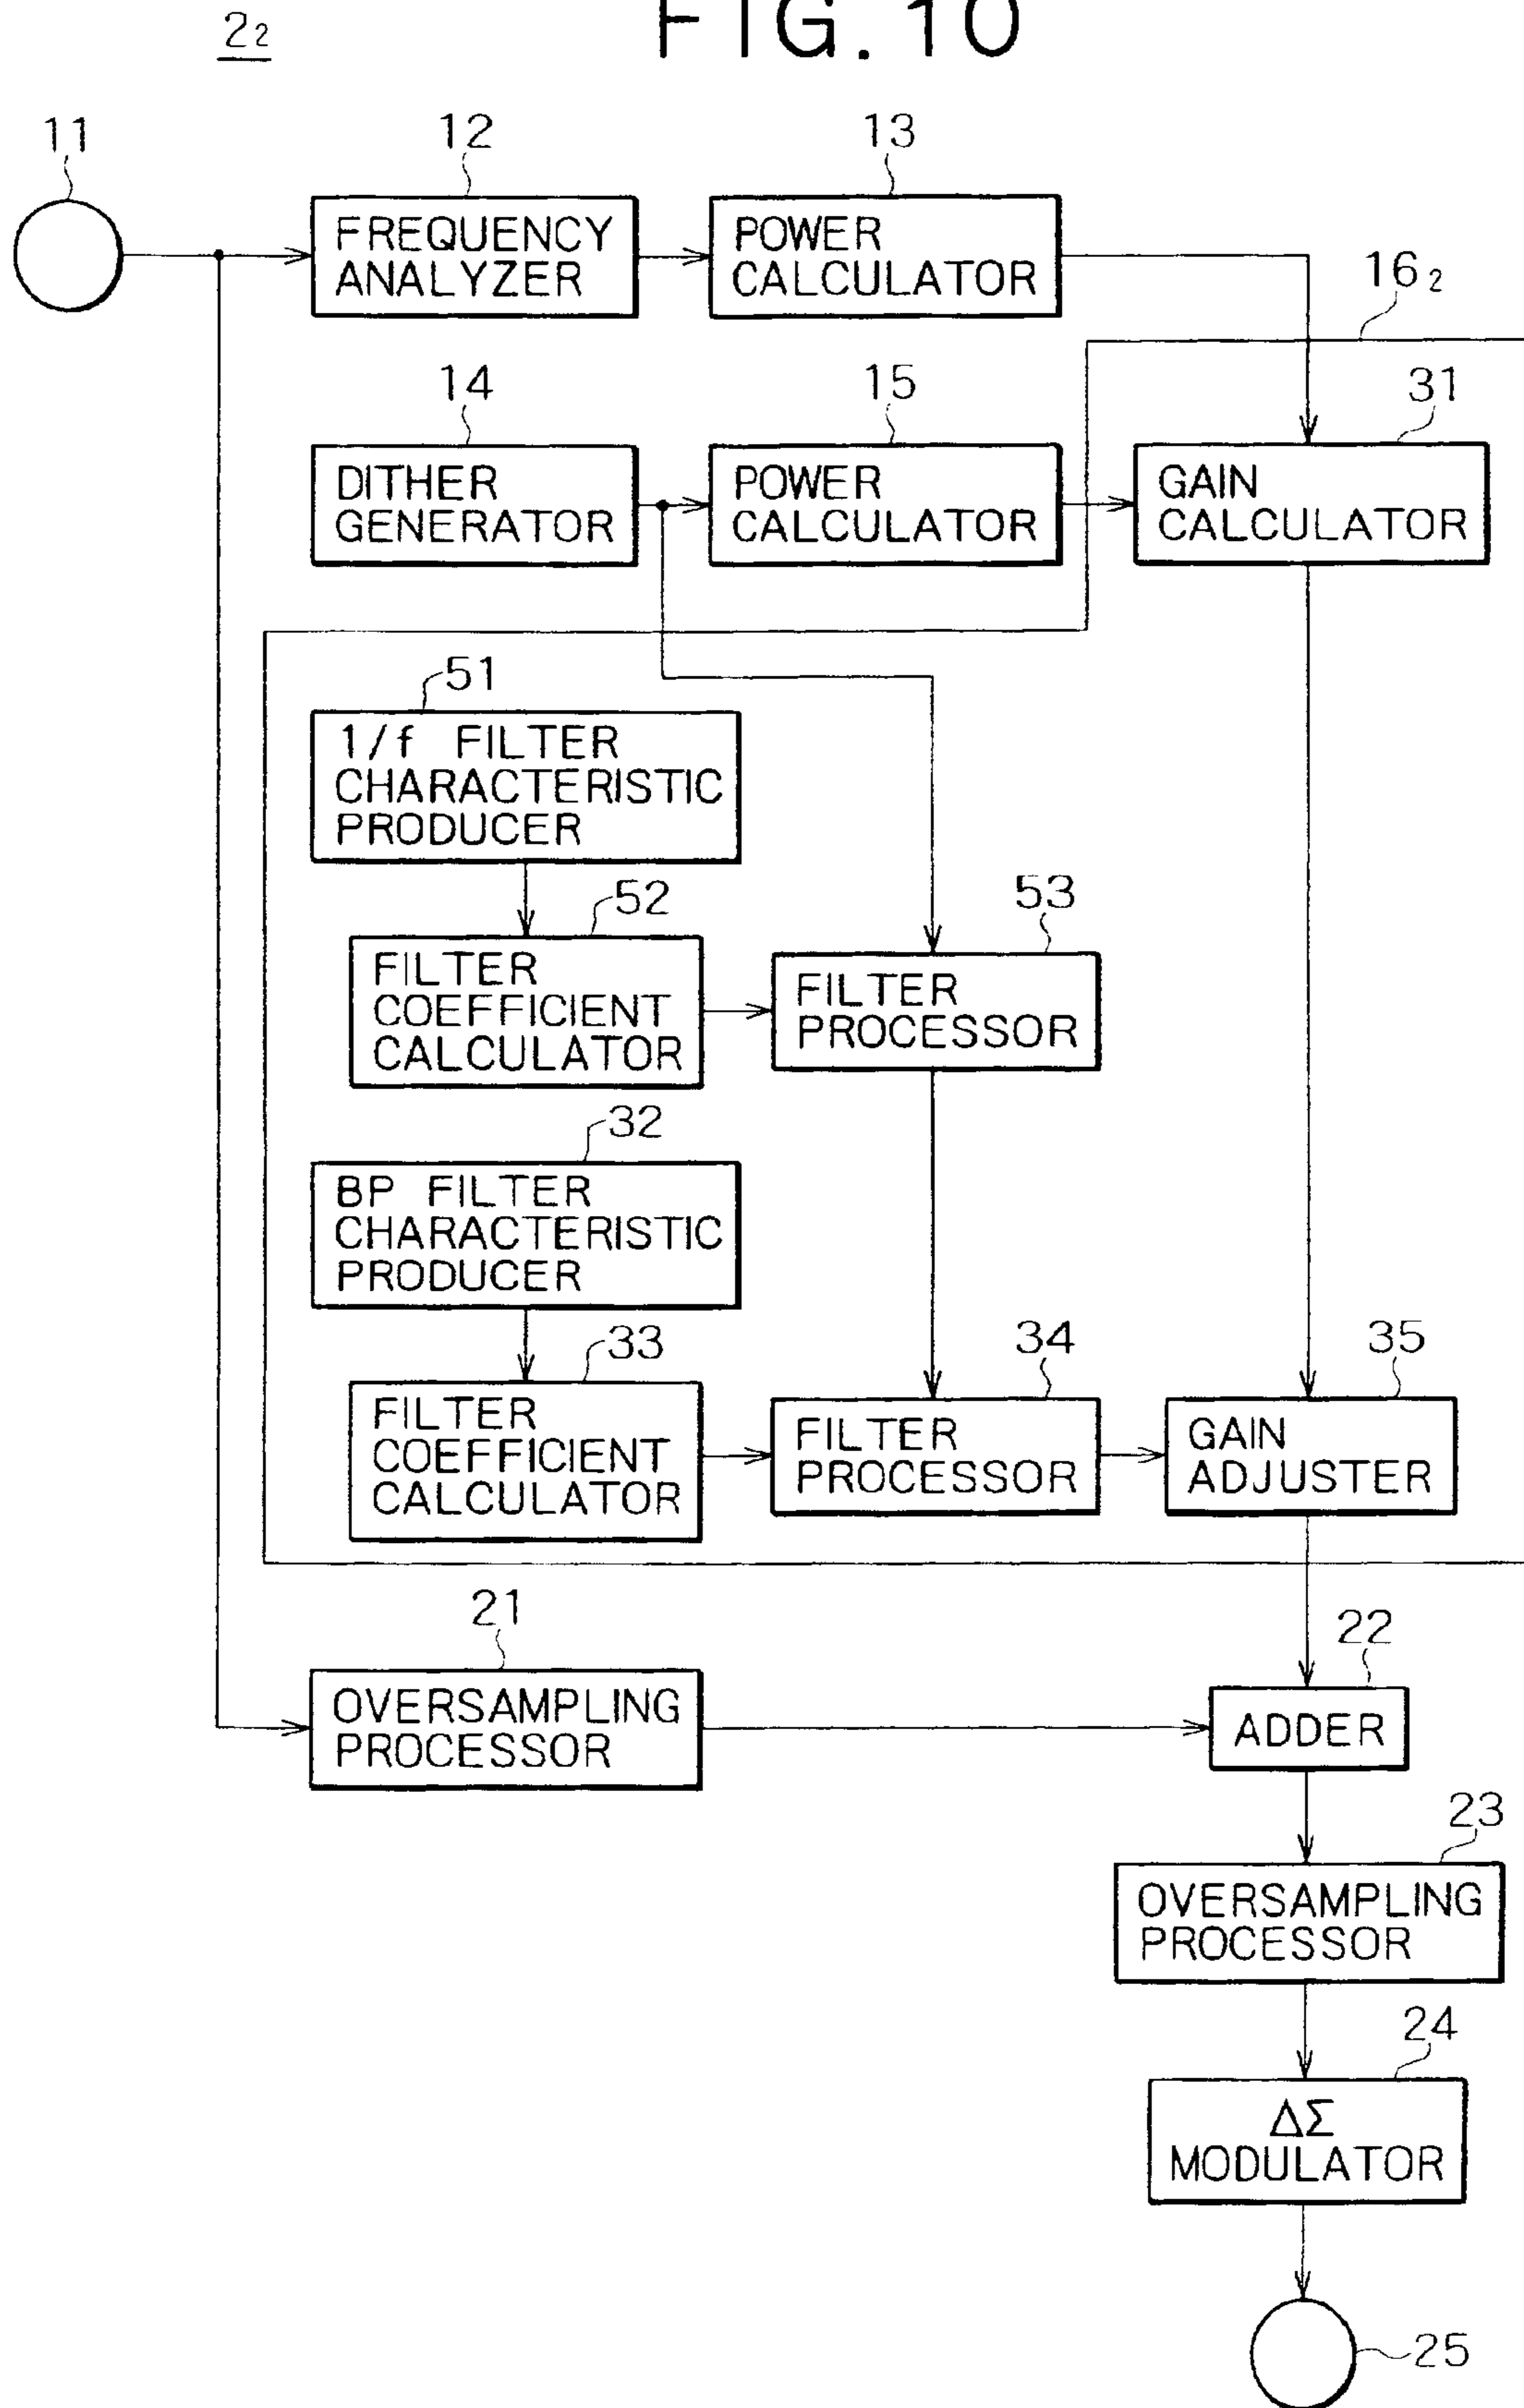 FIG. 10
2₂
11
12
13
FREQUENCY
ANALYZER
POWER
CALCULATOR
16₂
14
15
31
DITHER
GENERATOR
POWER
CALCULATOR
GAIN
CALCULATOR
51
1/f FILTER
CHARACTERISTIC
PRODUCER
52
53
FILTER
COEFFICIENT
CALCULATOR
FILTER
PROCESSOR
32
BP FILTER
CHARACTERISTIC
PRODUCER
33
34
35
FILTER
COEFFICIENT
CALCULATOR
FILTER
PROCESSOR
GAIN
ADJUSTER
21
22
OVERSAMPLING
PROCESSOR
ADDER
23
OVERSAMPLING
PROCESSOR
24
ΔΣ
MODULATOR
25